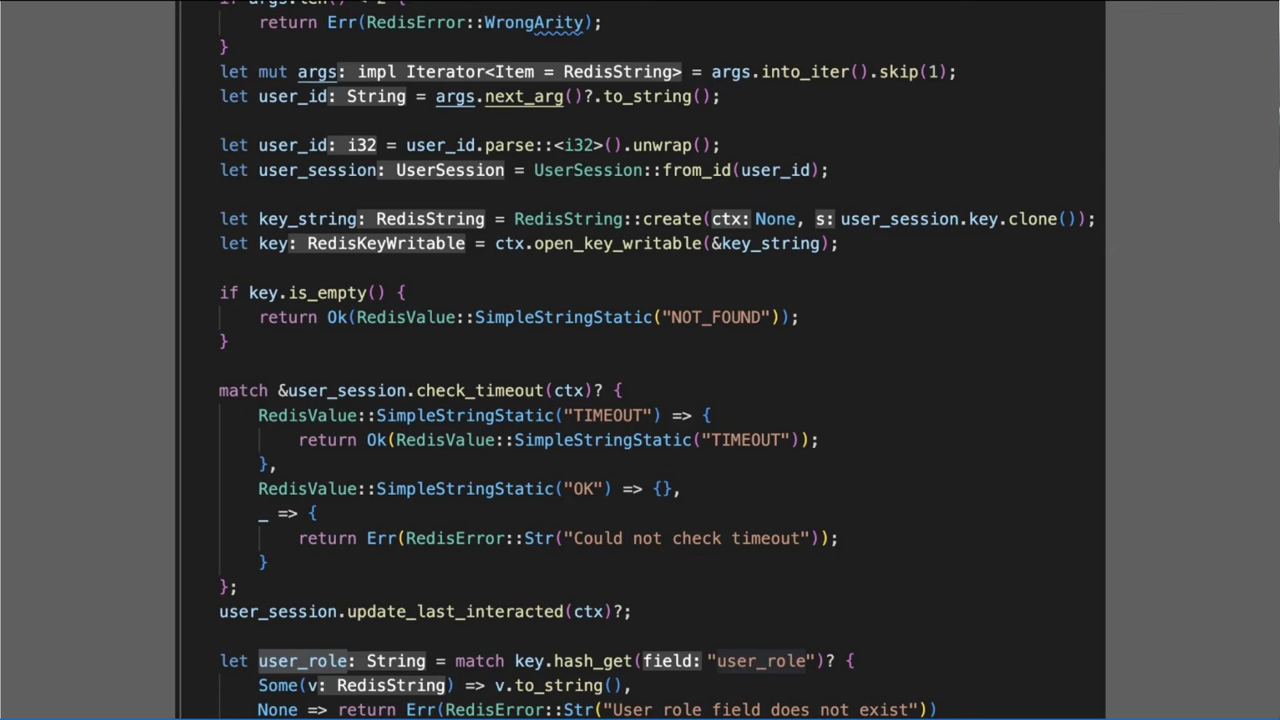 if args.len() < 2 {
return Err(RedisError::WrongArity);
}
let mut args: impl Iterator<Item = RedisString> = args.into_iter().skip(1);
let user_id: String = args.next_arg()?.to_string();
let user_id: i32 = user_id.parse::<i32>().unwrap();
let user_session: UserSession = UserSession::from_id(user_id);
let key_string: RedisString = RedisString::create(ctx: None, s: user_session.key.clone());
let key: RedisKeyWritable = ctx.open_key_writable(&key_string);
if key.is_empty() {
return Ok(RedisValue::SimpleStringStatic("NOT_FOUND"));
}
match &user_session.check_timeout(ctx)? {
RedisValue::SimpleStringStatic("TIMEOUT") => {
return Ok(RedisValue::SimpleStringStatic("TIMEOUT"));
},
RedisValue::SimpleStringStatic("OK") => {},
_ => {
return Err(RedisError::Str("Could not check timeout"));
}
};
user_session.update_last_interacted(ctx)?;
let user_role: String = match key.hash_get(field: "user_role")? {
Some(v: RedisString) => v.to_string(),
None => return Err(RedisError::Str("User role field does not exist"))